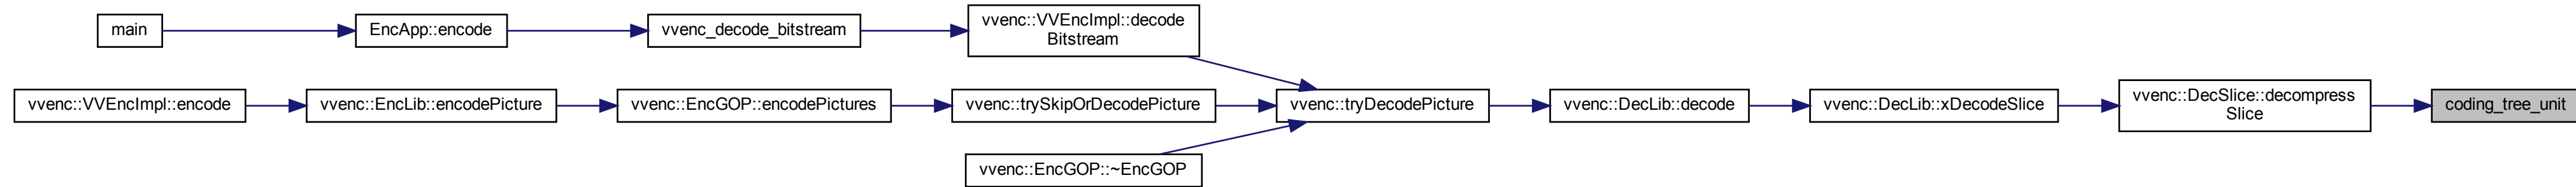 main
EncApp::encode
vvenc_decode_bitstream
vvenc::VVEncImpl::decode
Bitstream
vvenc::VVEncImpl::encode
vvenc::EncLib::encodePicture
vvenc::EncGOP::encodePictures
vvenc::trySkipOrDecodePicture
vvenc::tryDecodePicture
vvenc::DecLib::decode
vvenc::DecLib::xDecodeSlice
vvenc::DecSlice::decompress
Slice
coding_tree_unit
vvenc::EncGOP::~EncGOP